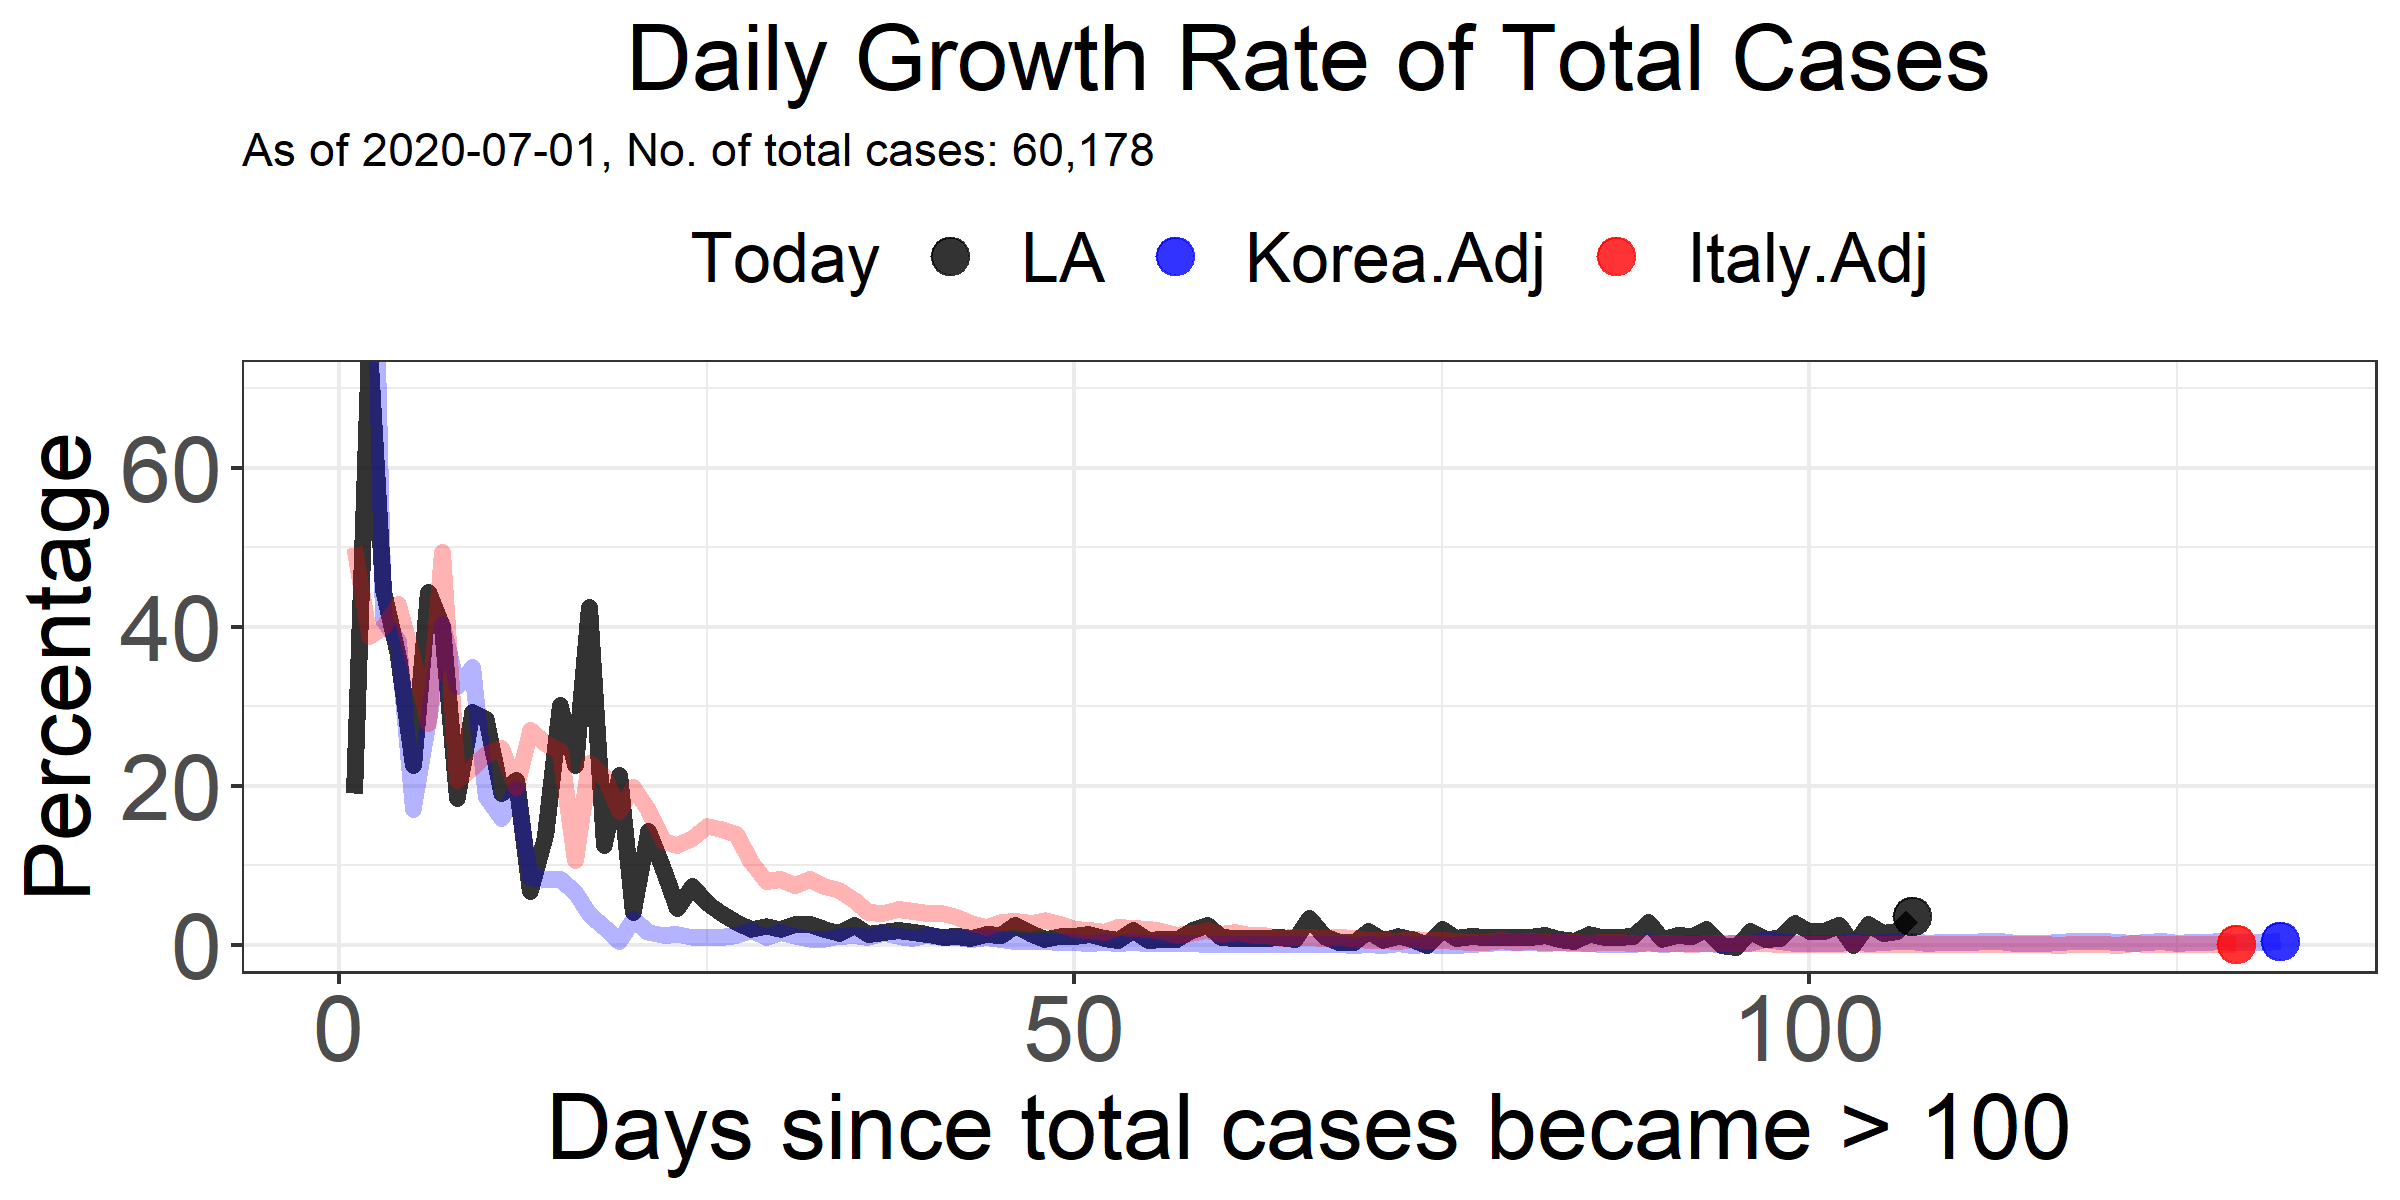 Daily Growth Rate of Total Cases
As of 2020-07-01, No. of total cases: 60,178
Today LA Korea.Adj Italy.Adj
Percentage
60
40
20
0
0 50 100
Days since total cases became > 100